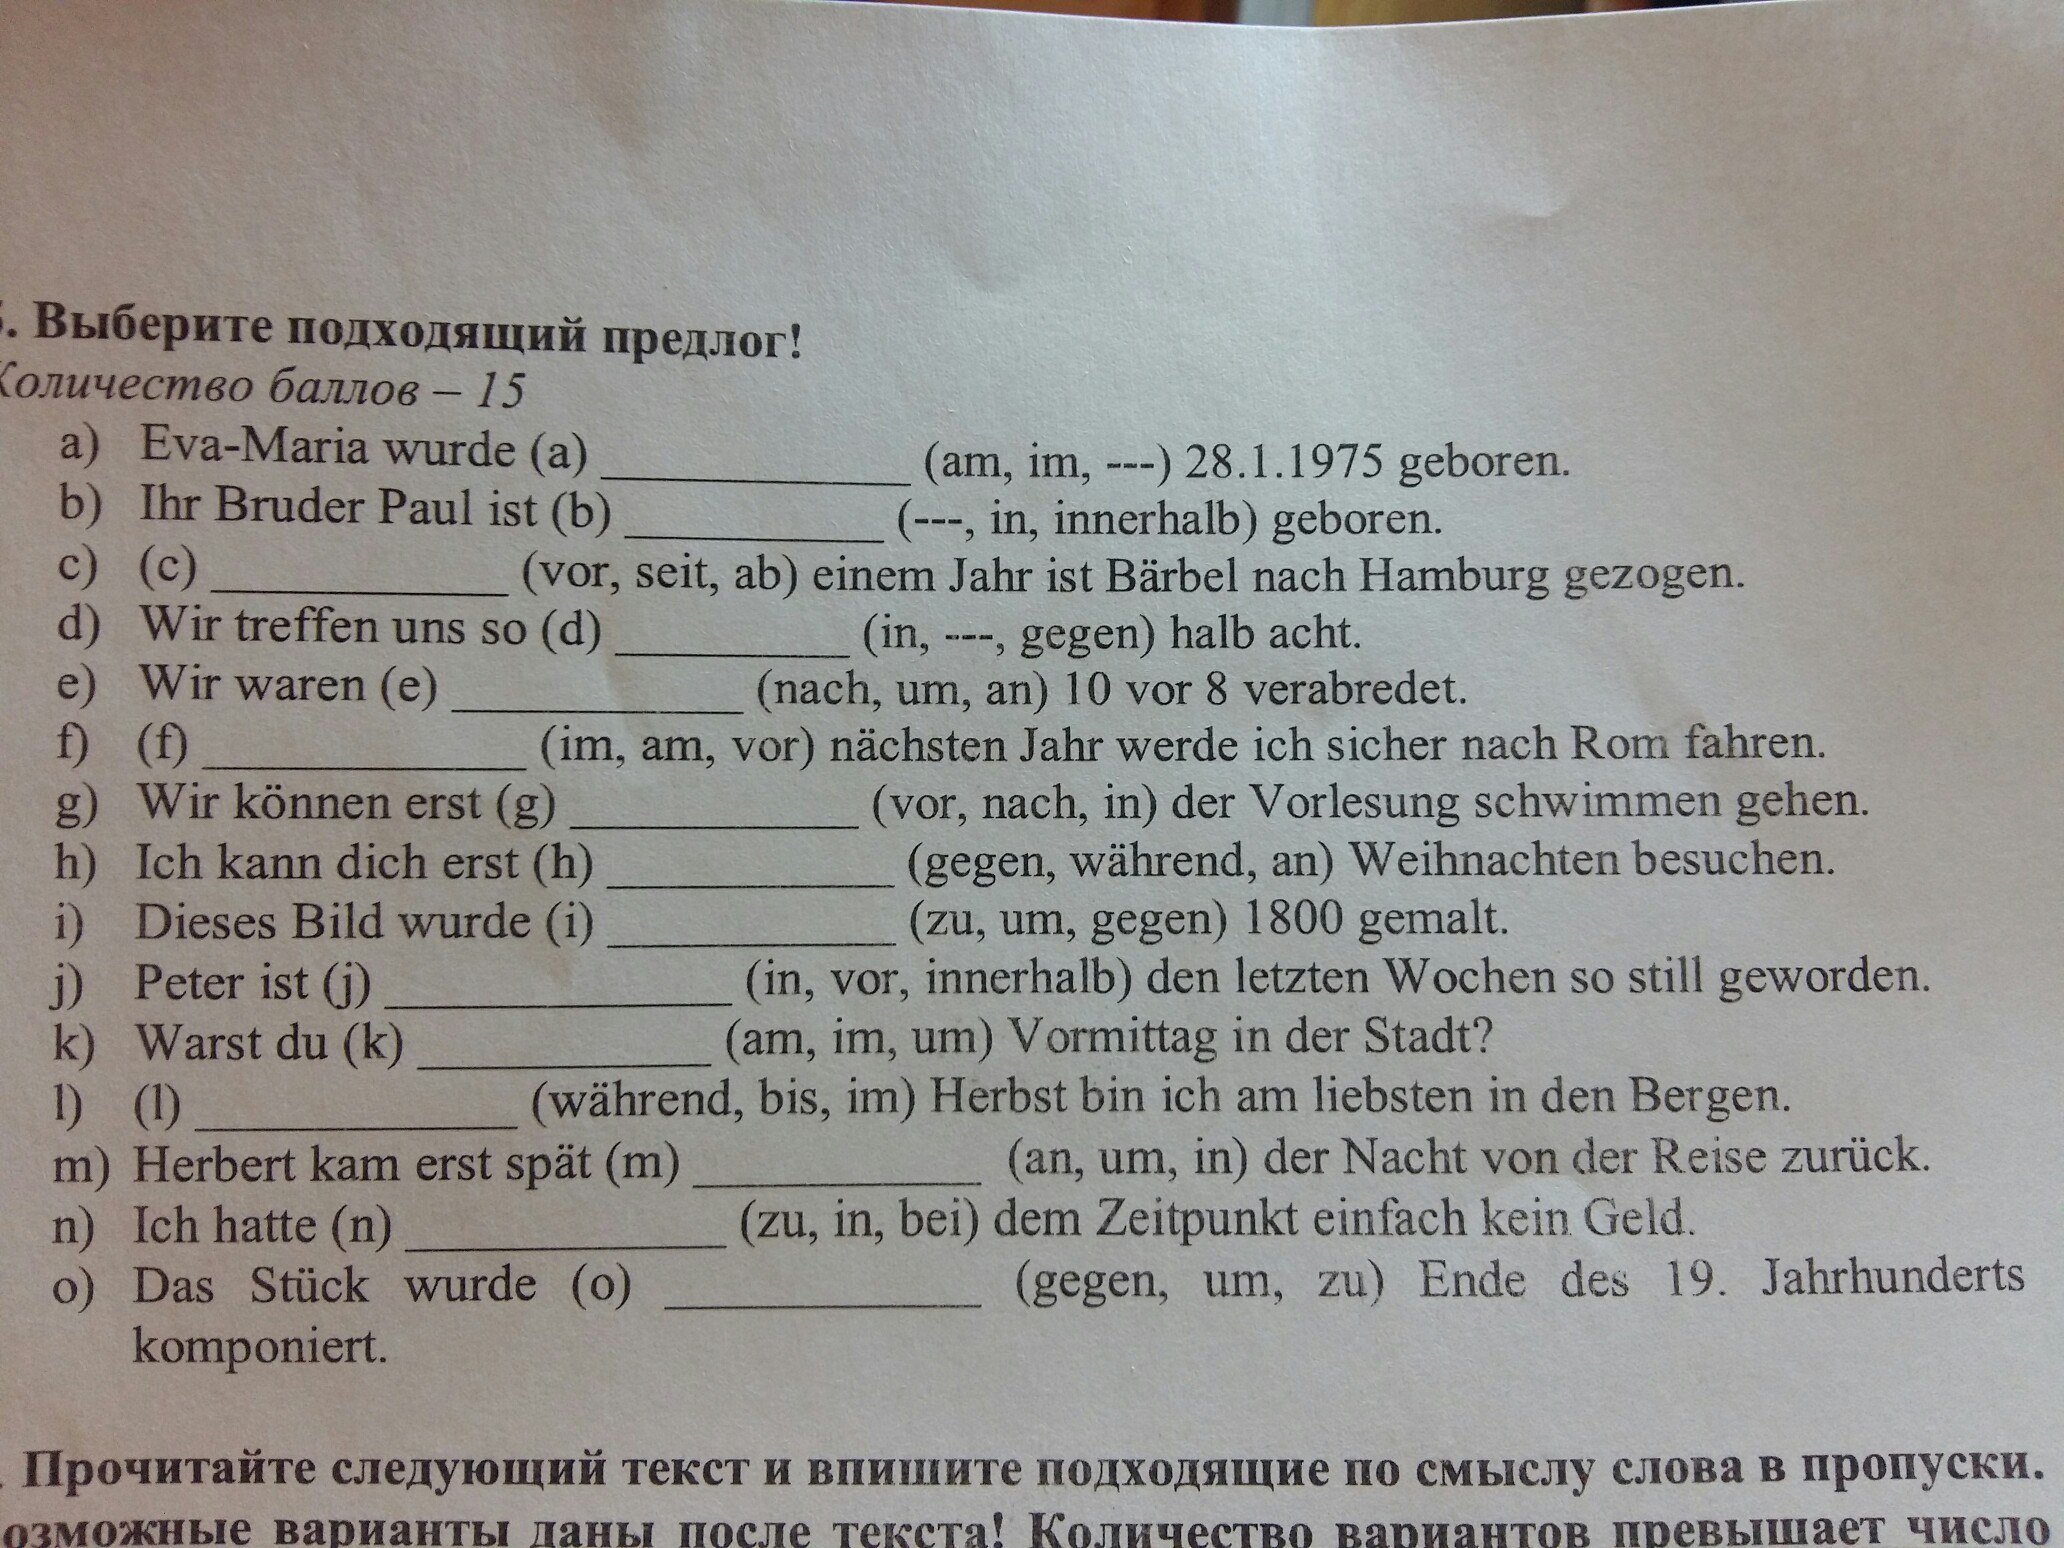 . Выберите подходящий предлог!
Количество баллов – 15
a) Eva-Maria wurde (a) ____________ (am, im, ---) 28.1.1975 geboren.
b) Ihr Bruder Paul ist (b) __________ (---, in, innerhalb) geboren.
c) (c) ____________ (vor, seit, ab) einem Jahr ist Bärbel nach Hamburg gezogen.
d) Wir treffen uns so (d) _________ (in, ---, gegen) halb acht.
e) Wir waren (e) ____________ (nach, um, an) 10 vor 8 verabredet.
f) (f) _____________ (im, am, vor) nächsten Jahr werde ich sicher nach Rom fahren.
g) Wir können erst (g) ____________ (vor, nach, in) der Vorlesung schwimmen gehen.
h) Ich kann dich erst (h) ____________ (gegen, während, an) Weihnachten besuchen.
i) Dieses Bild wurde (i) ____________ (zu, um, gegen) 1800 gemalt.
j) Peter ist (j) ______________ (in, vor, innerhalb) den letzten Wochen so still geworden.
k) Warst du (k) ____________ (am, im, um) Vormittag in der Stadt?
l) (l) _____________ (während, bis, im) Herbst bin ich am liebsten in den Bergen.
m) Herbert kam erst spät (m) ____________ (an, um, in) der Nacht von der Reise zurück.
n) Ich hatte (n) _____________ (zu, in, bei) dem Zeitpunkt einfach kein Geld.
o) Das Stück wurde (o) _____________ (gegen, um, zu) Ende des 19. Jahrhunderts
komponiert.
. Прочитайте следующий текст и впишите подходящие по смыслу слова в пропуски.
озможные варианты даны после текста! Количество вариантов превышает число